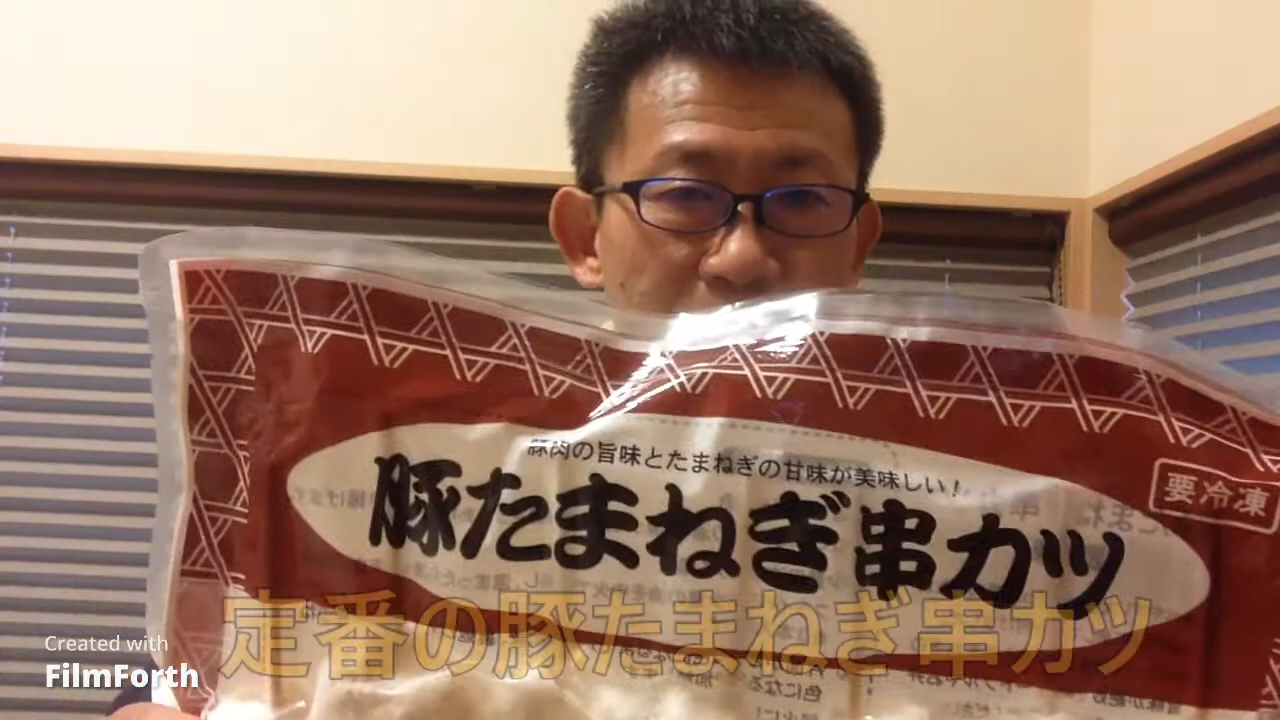 豚肉の旨味とたまねぎの甘味が美味しい!
豚たまねぎ串カツ
要冷凍
定番の豚たまねぎ串カツ
Created with
FilmForth